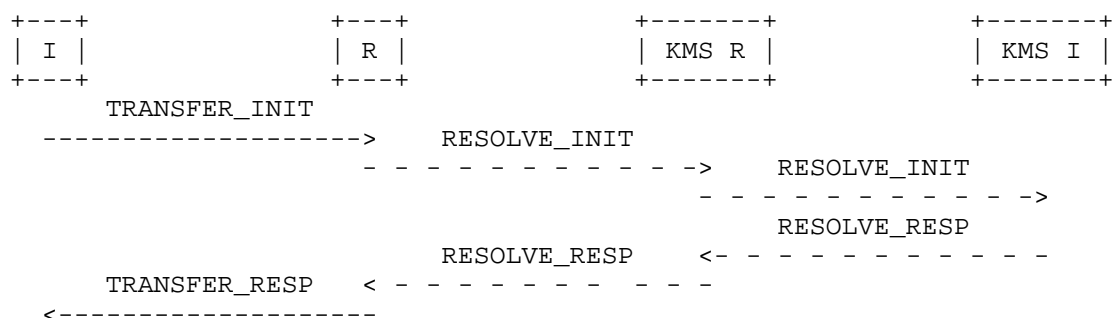 I R KMS R KMS I
TRANSFER_INIT
RESOLVE_INIT
RESOLVE_INIT
RESOLVE_RESP
RESOLVE_RESP
TRANSFER_RESP